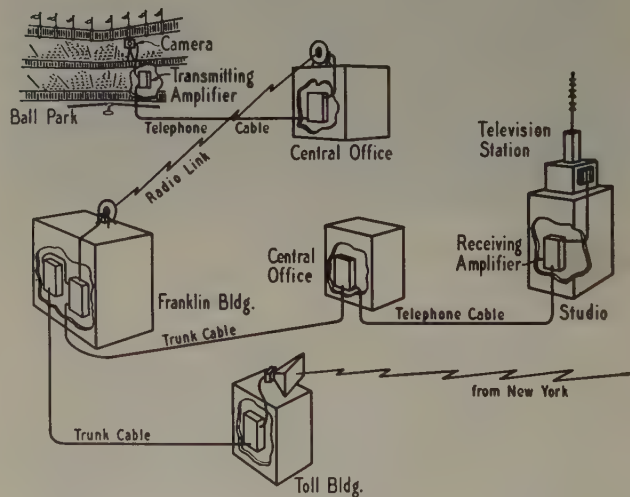 Camera
Transmitting
Amplifier
Ball Park
Telephone Cable
Central Office
Radio Link
Television
Station
Central
Office
Receiving
Amplifier
Franklin Bldg.
Trunk Cable
Telephone Cable
Studio
from New York
Trunk Cable
Toll Bldg.